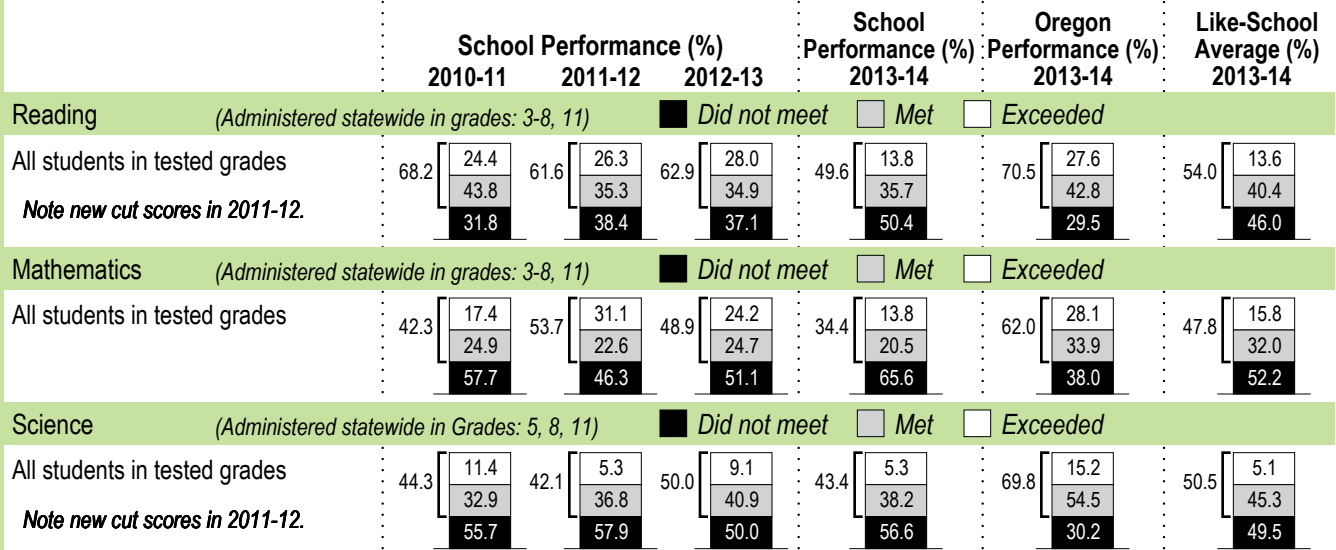 School Performance (%)
School Performance (%)
Oregon Performance (%)
Like-School Average (%)
2010-11 2011-12 2012-13 2013-14 2013-14 2013-14
Reading (Administered statewide in grades: 3-8, 11) Did not meet Met Exceeded
All students in tested grades
Note new cut scores in 2011-12.
68.2 24.4 61.6 26.3 62.9 28.0 49.6 13.8 70.5 27.6 54.0 13.6
43.8 35.3 34.9 35.7 42.8 40.4
31.8 38.4 37.1 50.4 29.5 46.0
Mathematics (Administered statewide in grades: 3-8, 11) Did not meet Met Exceeded
All students in tested grades
42.3 17.4 53.7 31.1 48.9 24.2 34.4 13.8 62.0 28.1 47.8 15.8
24.9 22.6 24.7 20.5 33.9 32.0
57.7 46.3 51.1 65.6 38.0 52.2
Science (Administered statewide in Grades: 5, 8, 11) Did not meet Met Exceeded
All students in tested grades
Note new cut scores in 2011-12.
44.3 11.4 42.1 5.3 50.0 9.1 43.4 5.3 69.8 15.2 50.5 5.1
32.9 36.8 40.9 38.2 54.5 45.3
55.7 57.9 50.0 56.6 30.2 49.5